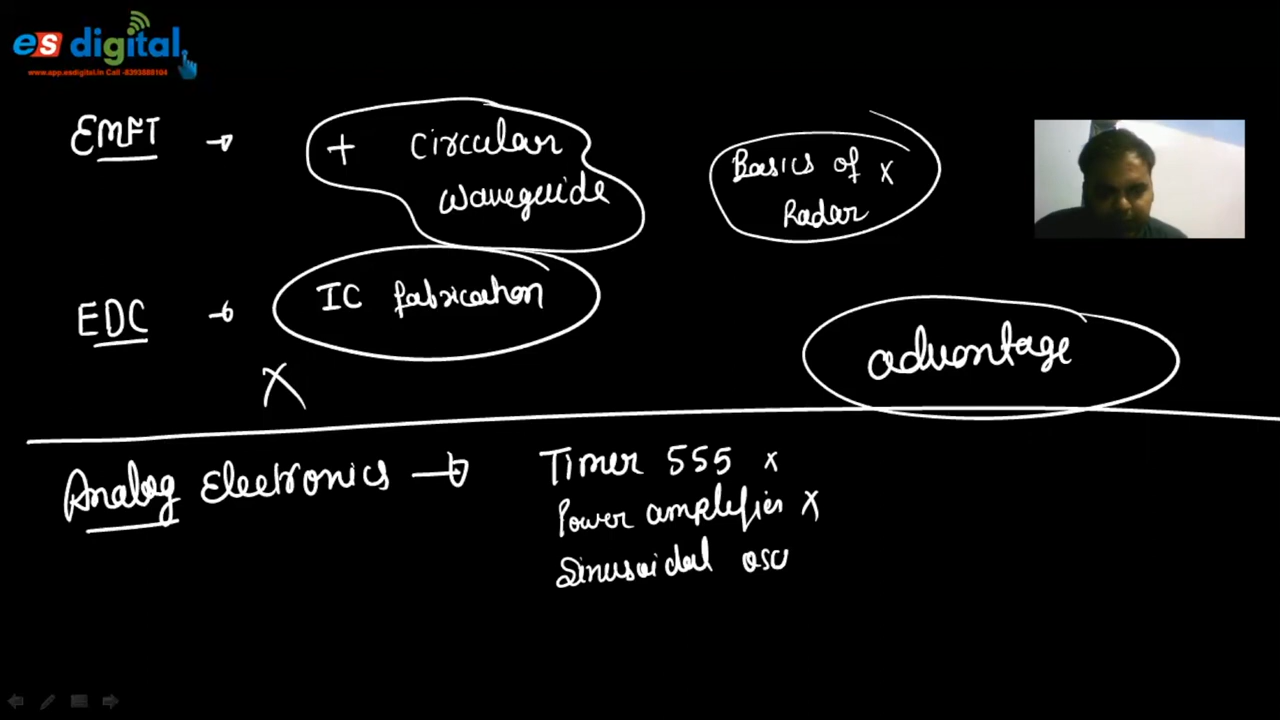 es digital
www.app.esdigital.in Call -8393888104
EMFT → + circular
waveguide
Basics of x
Radar
EDC → IC fabrication
X
advantage
Analog Electronics → Timer 555 x
Power amplifies x
Sinusoidal osc